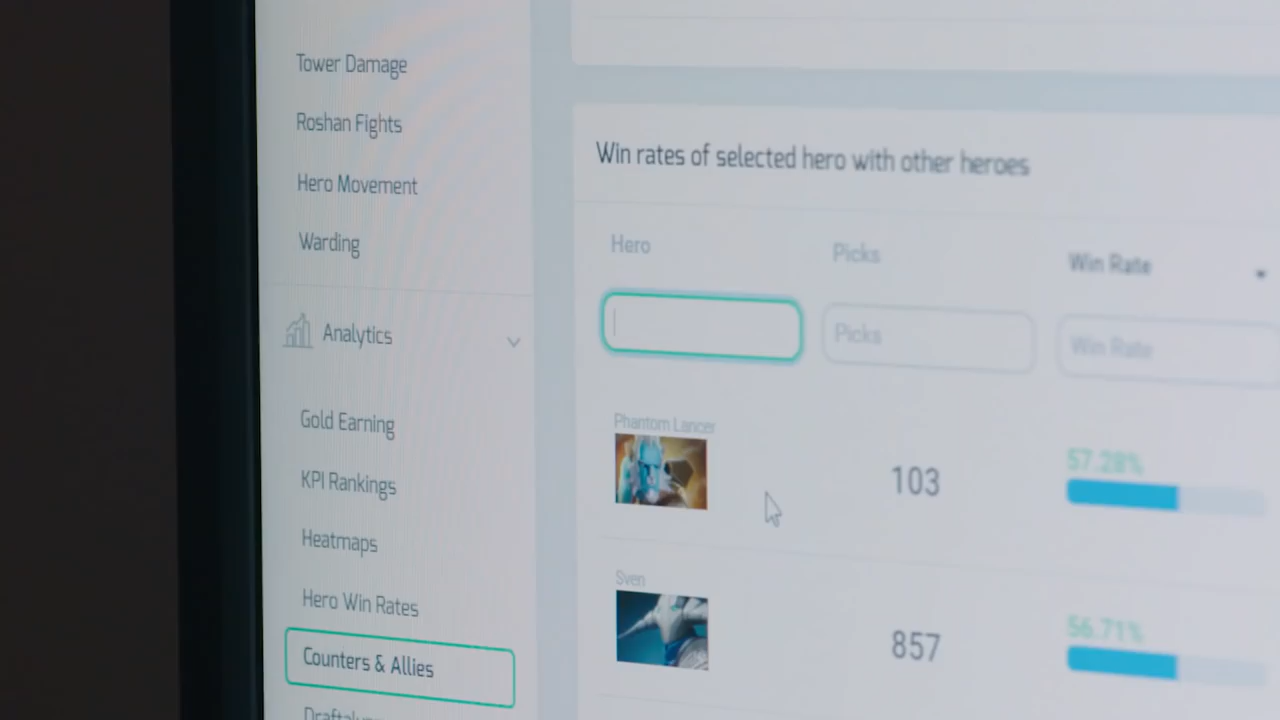 Tower Damage
Roshan Fights
Hero Movement
Warding
Analytics
Gold Earning
KPI Rankings
Heatmaps
Hero Win Rates
Counters & Allies
Win rates of selected hero with other heroes
Hero
Picks
Win Rate
Picks
Win Rate
Phantom Lancer
103
57.28%
Sven
857
56.71%